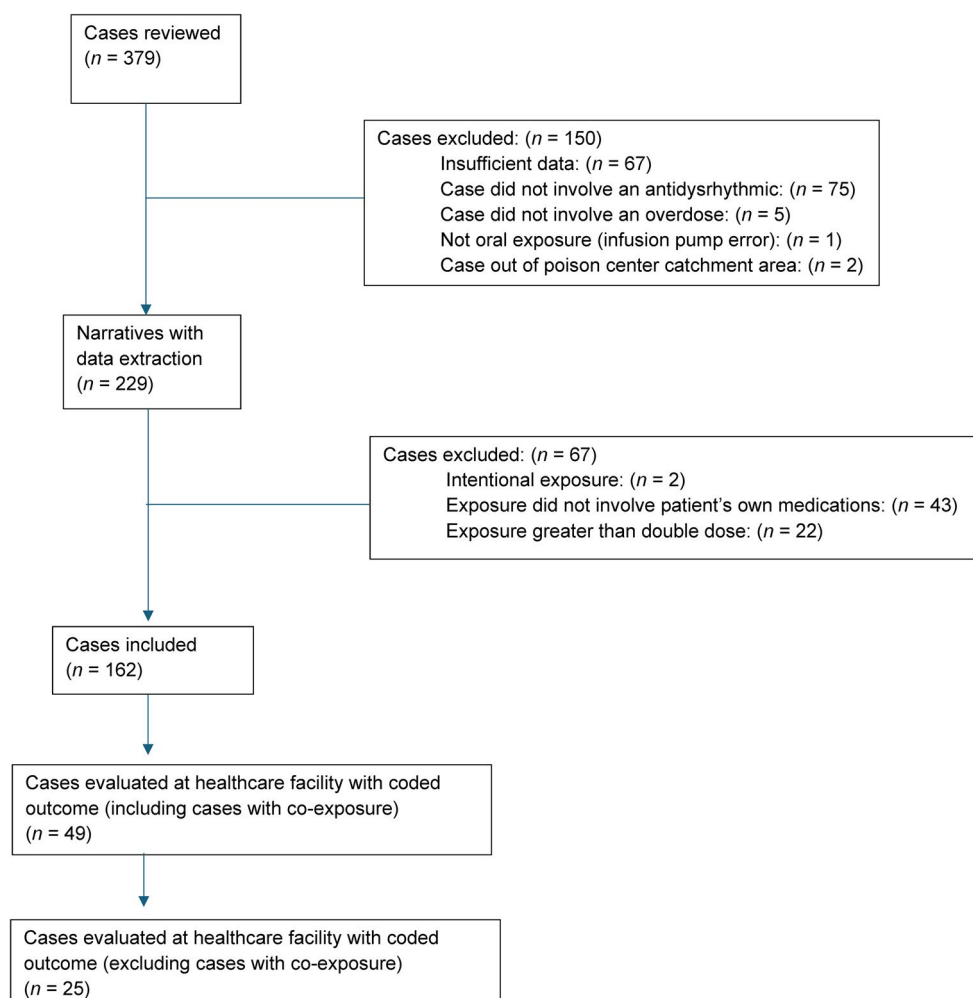 Cases reviewed
(n = 379)
Cases excluded: (n = 150)
Insufficient data: (n = 67)
Case did not involve an antidysrhythmic: (n = 75)
Case did not involve an overdose: (n = 5)
Not oral exposure (infusion pump error): (n = 1)
Case out of poison center catchment area: (n = 2)
Narratives with
data extraction
(n = 229)
Cases excluded: (n = 67)
Intentional exposure: (n = 2)
Exposure did not involve patient’s own medications: (n = 43)
Exposure greater than double dose: (n = 22)
Cases included
(n = 162)
Cases evaluated at healthcare facility with coded
outcome (including cases with co-exposure)
(n = 49)
Cases evaluated at healthcare facility with coded
outcome (excluding cases with co-exposure)
(n = 25)